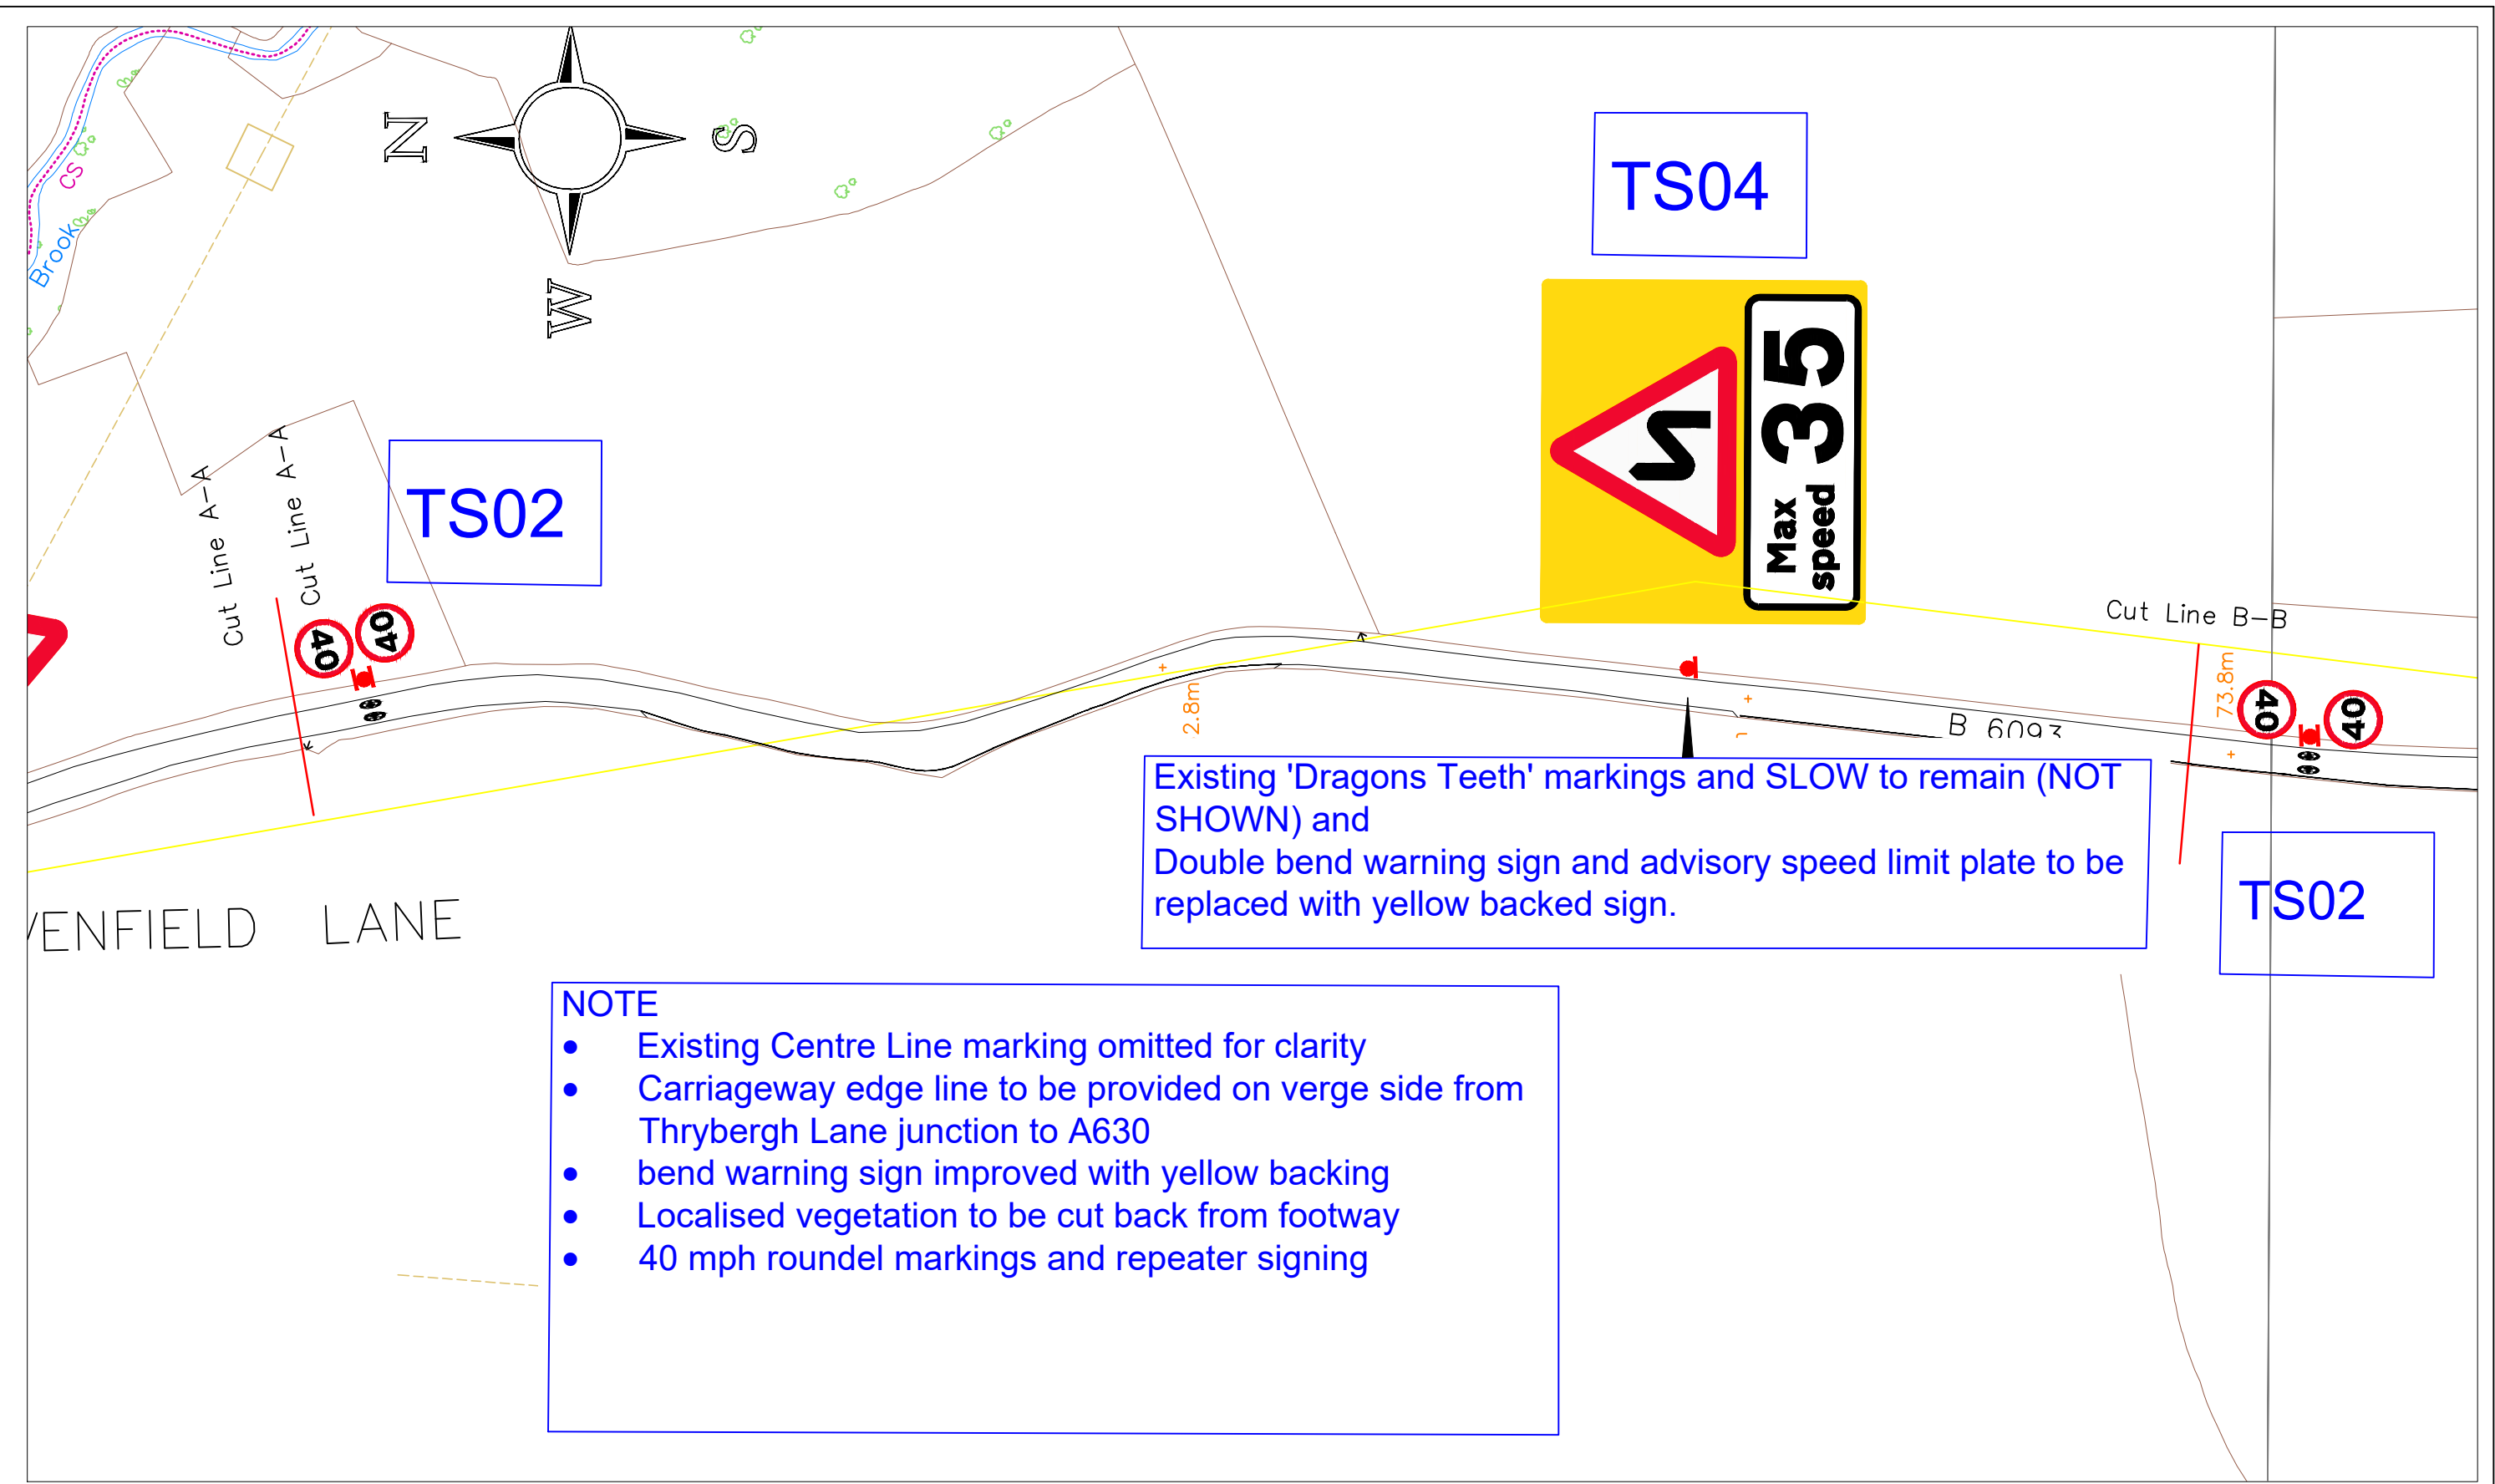 N
S
W
CS
Brook
TS04
Max speed 35
TS02
Cut Line A-A
Cut Line A-A
40
40
Cut Line B-B
2.8m
B 6093
73.8m
40
40
TS02
Existing 'Dragons Teeth' markings and SLOW to remain (NOT
SHOWN) and
Double bend warning sign and advisory speed limit plate to be
replaced with yellow backed sign.
VENFIELD LANE
NOTE
• Existing Centre Line marking omitted for clarity
• Carriageway edge line to be provided on verge side from
Thrybergh Lane junction to A630
• bend warning sign improved with yellow backing
• Localised vegetation to be cut back from footway
• 40 mph roundel markings and repeater signing